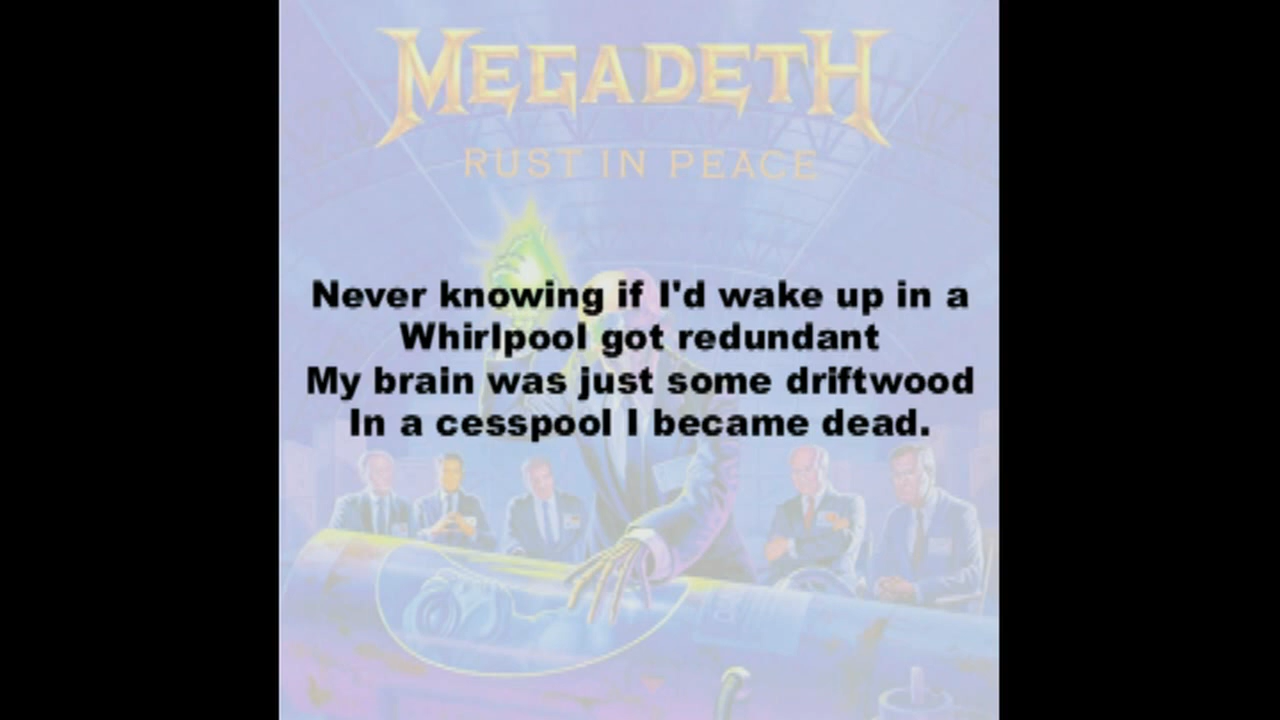 MEGADETH
RUST IN PEACE
Never knowing if I'd wake up in a
Whirlpool got redundant
My brain was just some driftwood
In a cesspool I became dead.